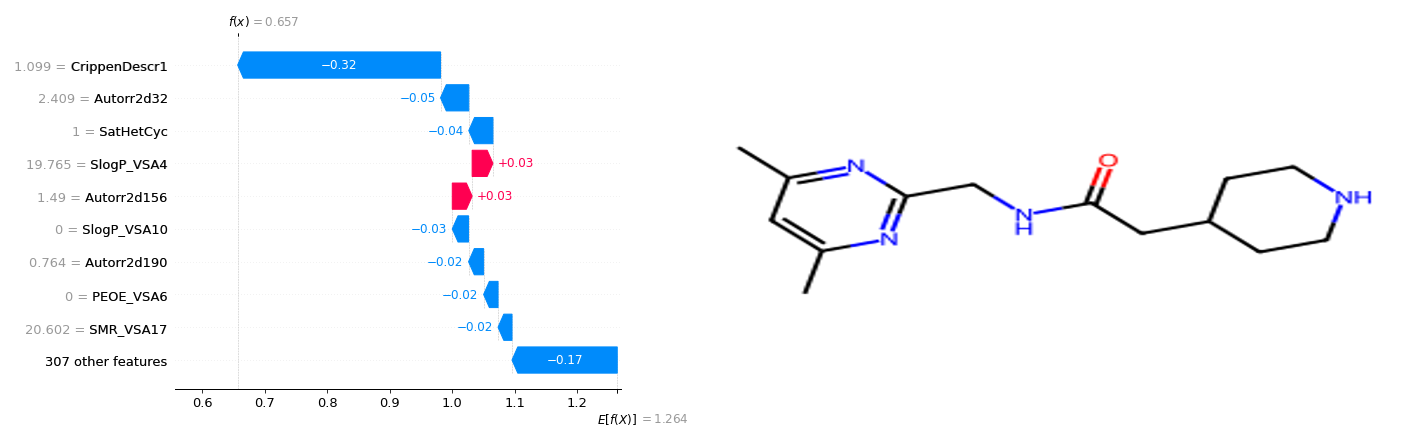 f(x) = 0.657
1.099 = CrippenDescr1
−0.32
2.409 = Autorr2d32
−0.05
1 = SatHetCyc
−0.04
19.765 = SlogP_VSA4
+0.03
1.49 = Autorr2d156
+0.03
0 = SlogP_VSA10
−0.03
0.764 = Autorr2d190
−0.02
0 = PEOE_VSA6
−0.02
20.602 = SMR_VSA17
−0.02
307 other features
−0.17
0.6 0.7 0.8 0.9 1.0 1.1 1.2
E[f(X)] = 1.264
N
N
N
H
O
NH